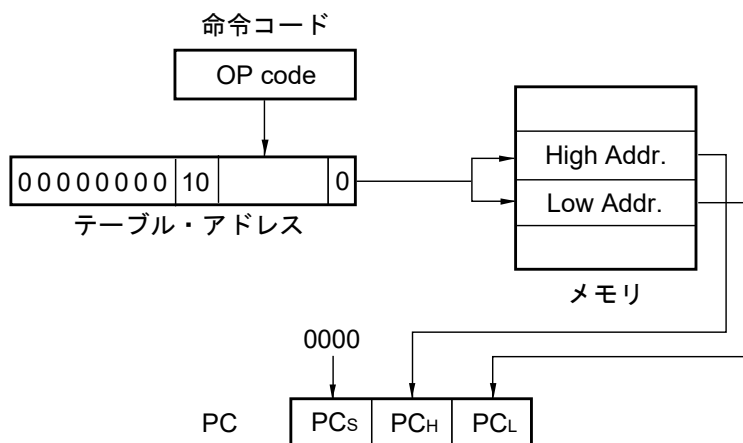 命令コード
OP code
00000000 10 0
テーブル・アドレス
High Addr.
Low Addr.
メモリ
0000
PC PCS PCH PCL